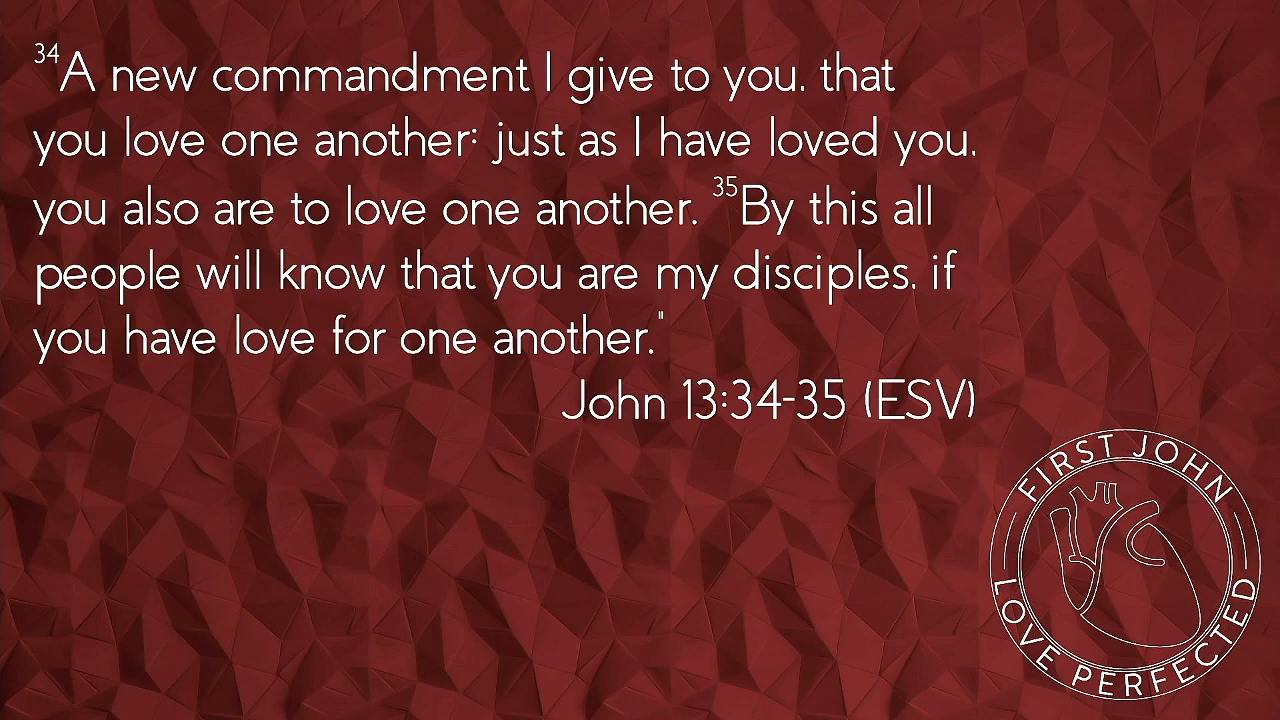 34A new commandment I give to you, that
you love one another: just as I have loved you,
you also are to love one another. 35By this all
people will know that you are my disciples, if
you have love for one another."
John 13:34-35 (ESV)
FIRST JOHN
LOVE PERFECTED